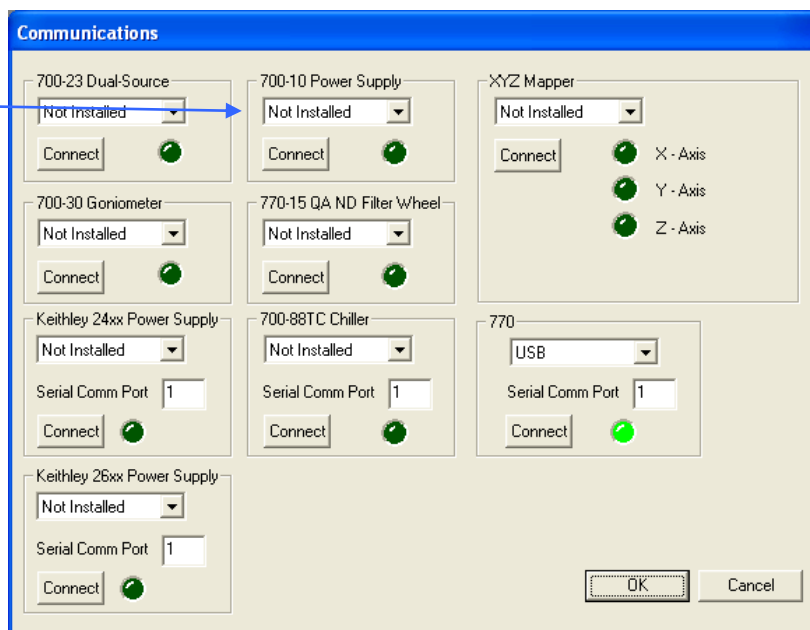 Communications
700-23 Dual-Source
Not Installed
Connect
700-10 Power Supply
Not Installed
Connect
XYZ Mapper
Not Installed
Connect
X - Axis
Y - Axis
Z - Axis
700-30 Goniometer
Not Installed
Connect
770-15 QA ND Filter Wheel
Not Installed
Connect
Keithley 24xx Power Supply
Not Installed
Serial Comm Port 1
Connect
700-88TC Chiller
Not Installed
Serial Comm Port 1
Connect
770
USB
Serial Comm Port 1
Connect
Keithley 26xx Power Supply
Not Installed
Serial Comm Port 1
Connect
OK
Cancel